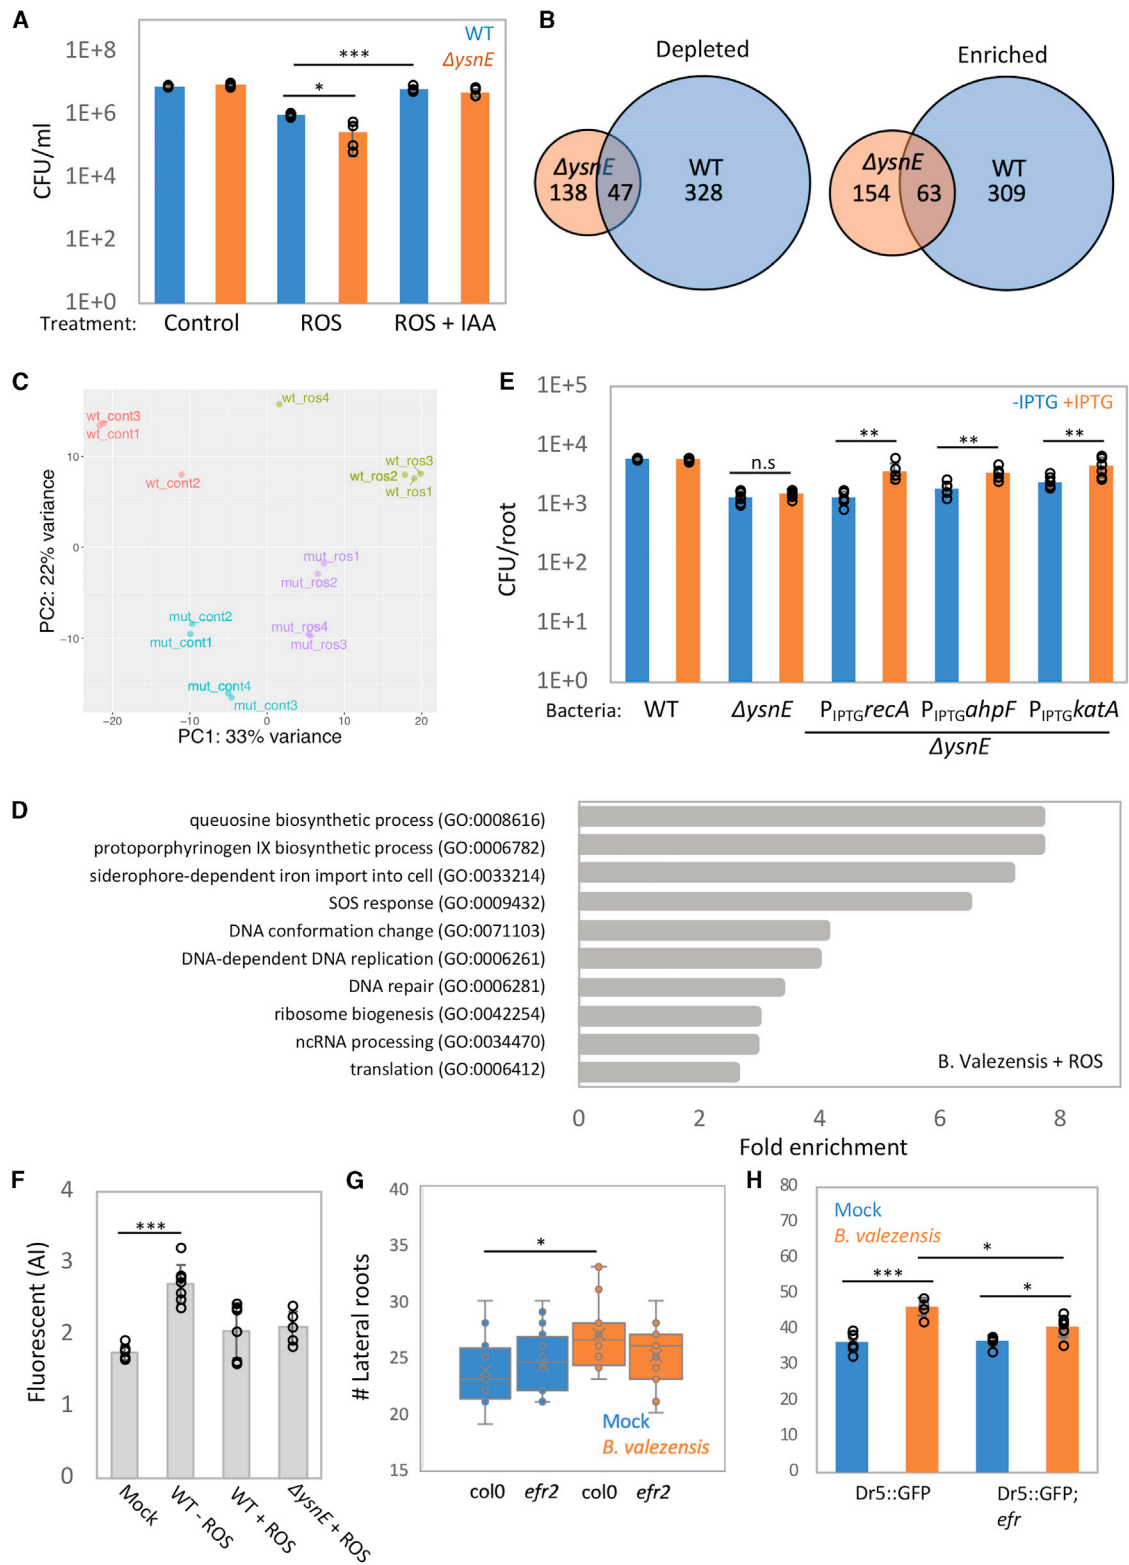 A
1E+8
1E+6
1E+4
1E+2
1E+0
CFU/ml
WT
ΔysnE
***
*
Treatment:
Control
ROS
ROS + IAA
B
Depleted
ΔysnE
138
47
WT
328
Enriched
ΔysnE
154
63
WT
309
C
wt_ros4
wt_cont3
wt_cont1
wt_cont2
wt_ros3
wt_ros2
wt_ros1
mut_ros1
mut_ros2
mut_cont2
mut_cont1
mut_ros4
mut_ros3
mut_cont4
mut_cont3
10
0
−10
PC2: 22% variance
−20
−10
0
10
20
PC1: 33% variance
E
1E+5
1E+4
1E+3
1E+2
1E+1
1E+0
CFU/root
-IPTG +IPTG
n.s
**
**
**
Bacteria:
WT
ΔysnE
PIPTGrecA
PIPTGahpF
PIPTGkatA
ΔysnE
D
queuosine biosynthetic process (GO:0008616)
protoporphyrinogen IX biosynthetic process (GO:0006782)
siderophore-dependent iron import into cell (GO:0033214)
SOS response (GO:0009432)
DNA conformation change (GO:0071103)
DNA-dependent DNA replication (GO:0006261)
DNA repair (GO:0006281)
ribosome biogenesis (GO:0042254)
ncRNA processing (GO:0034470)
translation (GO:0006412)
B. Valezensis + ROS
0
2
4
6
8
Fold enrichment
F
4
3
2
1
0
Fluorescent (AI)
***
Mock
WT - ROS
WT + ROS
ΔysnE + ROS
G
40
35
30
25
20
15
# Lateral roots
*
Mock
B. valezensis
col0
efr2
col0
efr2
H
80
70
60
50
40
30
20
10
0
Mock
B. valezensis
*
***
*
Dr5::GFP
Dr5::GFP;
efr